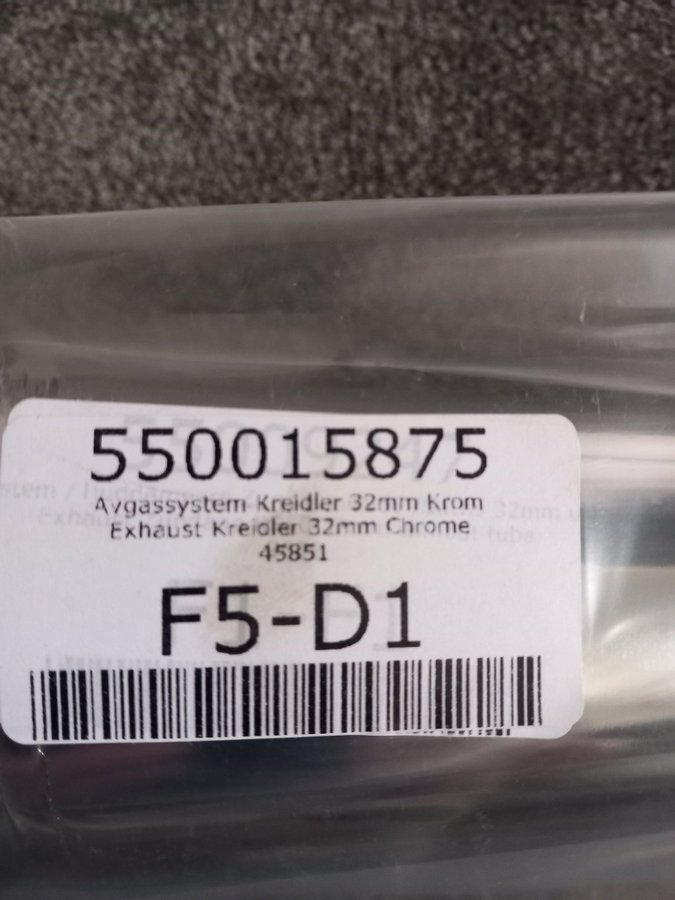 550015875
Avgassystem Kreidler 32mm Krom
Exhaust Kreidler 32mm Chrome
45851
F5-D1